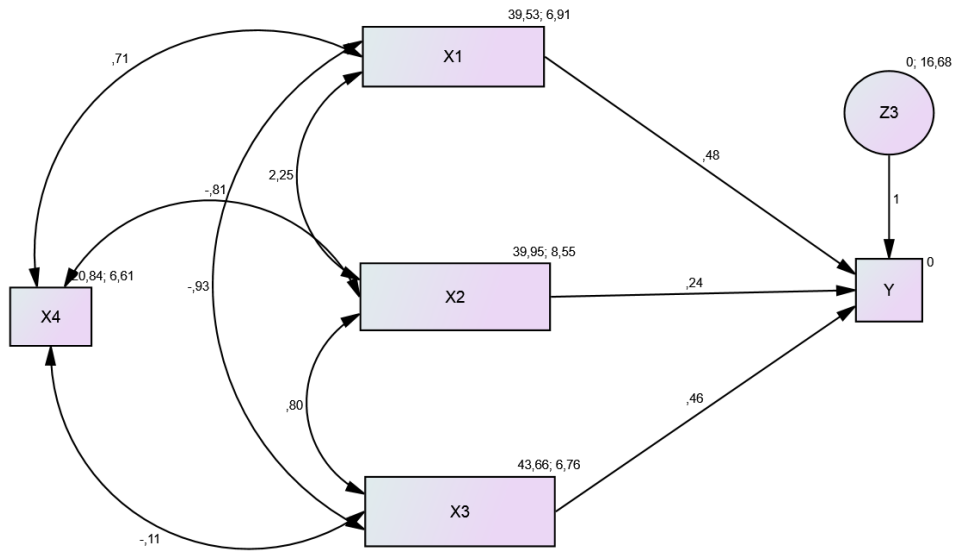 39,53; 6,91
X1
,71
0; 16,68
Z3
,48
2,25
1
-,81
39,95; 8,55
0
20,84; 6,61
-,93
X2
,24
Y
X4
,80
,46
43,66; 6,76
X3
-,11